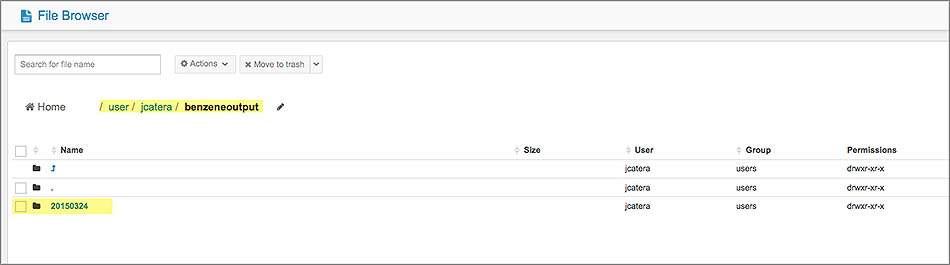 File Browser
Search for file name Actions Move to trash
Home / user / jcatera / benzeneoutput
Name Size User Group Permissions
jcatera users drwxr-xr-x
. jcatera users drwxr-xr-x
20150324 jcatera users drwxr-xr-x